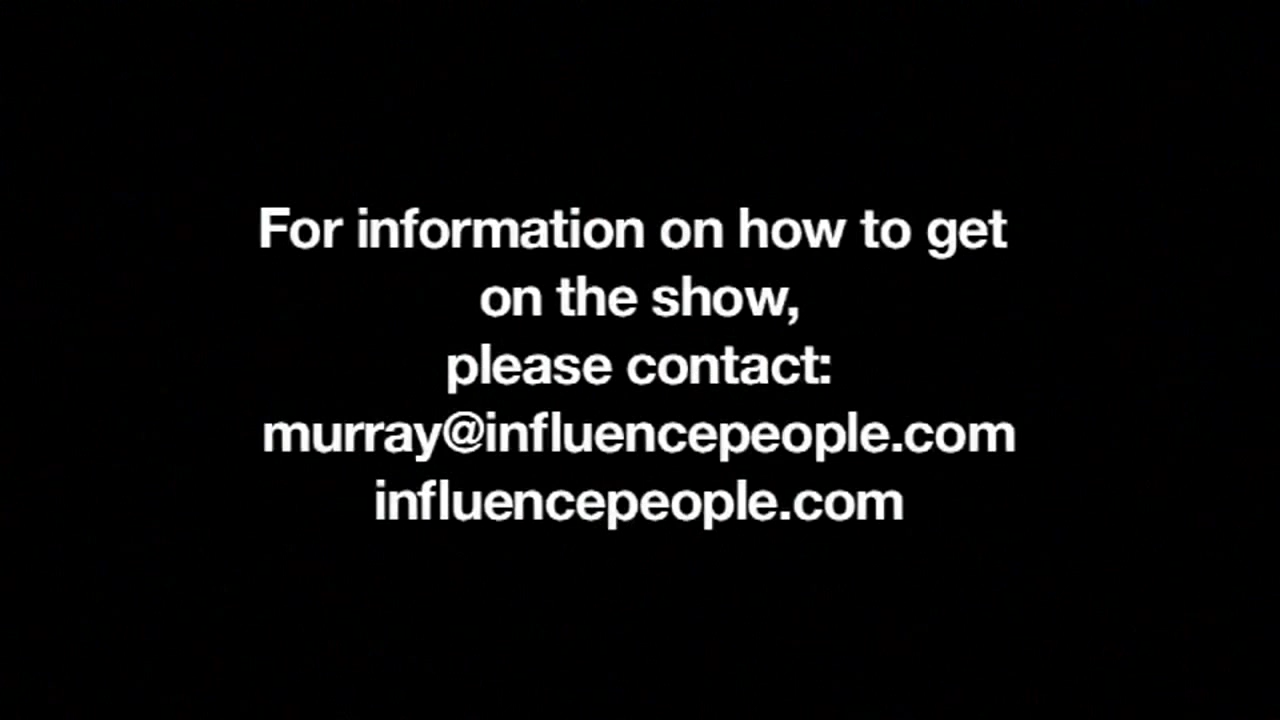 For information on how to get
on the show,
please contact:
murray@influencepeople.com
influencepeople.com